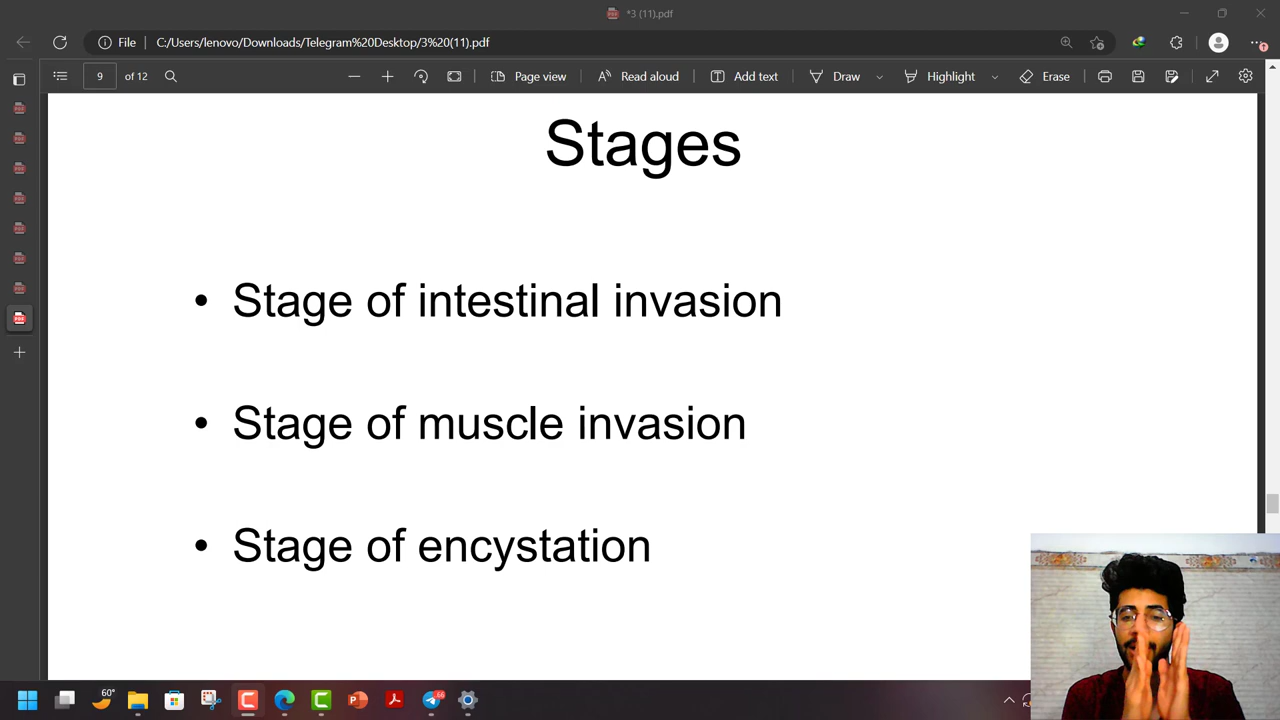 *3 (11).pdf
File
C:/Users/lenovo/Downloads/Telegram%20Desktop/3%20(11).pdf
9 of 12
Page view
Read aloud
Add text
Draw
Highlight
Erase
Stages
• Stage of intestinal invasion
• Stage of muscle invasion
• Stage of encystation
60°
66